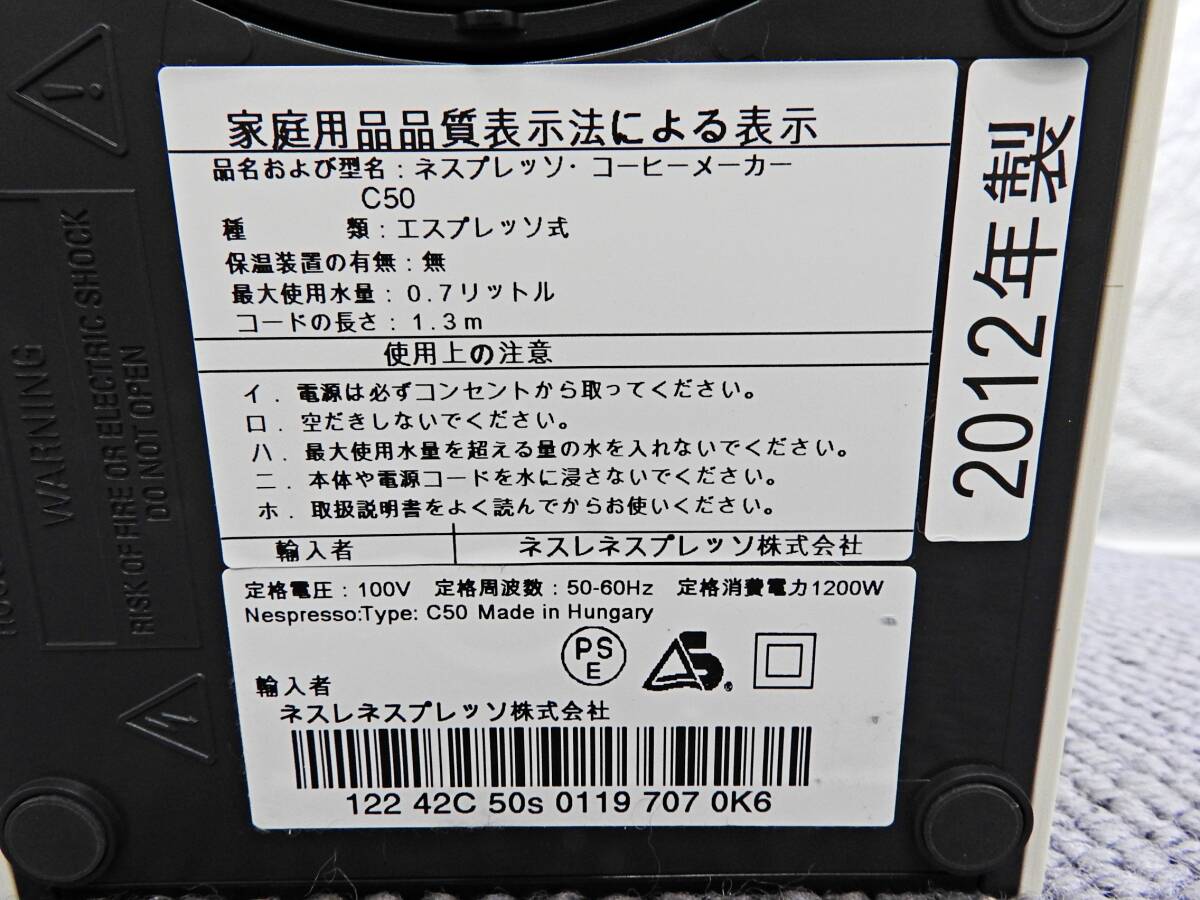 家庭用品品質表示法による表示
品名および型名：ネスプレッソ・コーヒーメーカー
C50
種 類：エスプレッソ式
保温装置の有無：無
最大使用水量：0.7リットル
コードの長さ：1.3m
使用上の注意
イ．電源は必ずコンセントから取ってください。
ロ．空だきしないでください。
ハ．最大使用水量を超える量の水を入れないでください。
ニ．本体や電源コードを水に浸さないでください。
ホ．取扱説明書をよく読んでからお使いください。
輸入者 ネスレネスプレッソ株式会社
定格電圧：100V 定格周波数：50-60Hz 定格消費電力1200W
Nespresso:Type: C50 Made in Hungary
PS
E
S
輸入者
ネスレネスプレッソ株式会社
122 42C 50s 0119 707 0K6
2012年製
WARNING
RISK OF FIRE OR ELECTRIC SHOCK
DO NOT OPEN